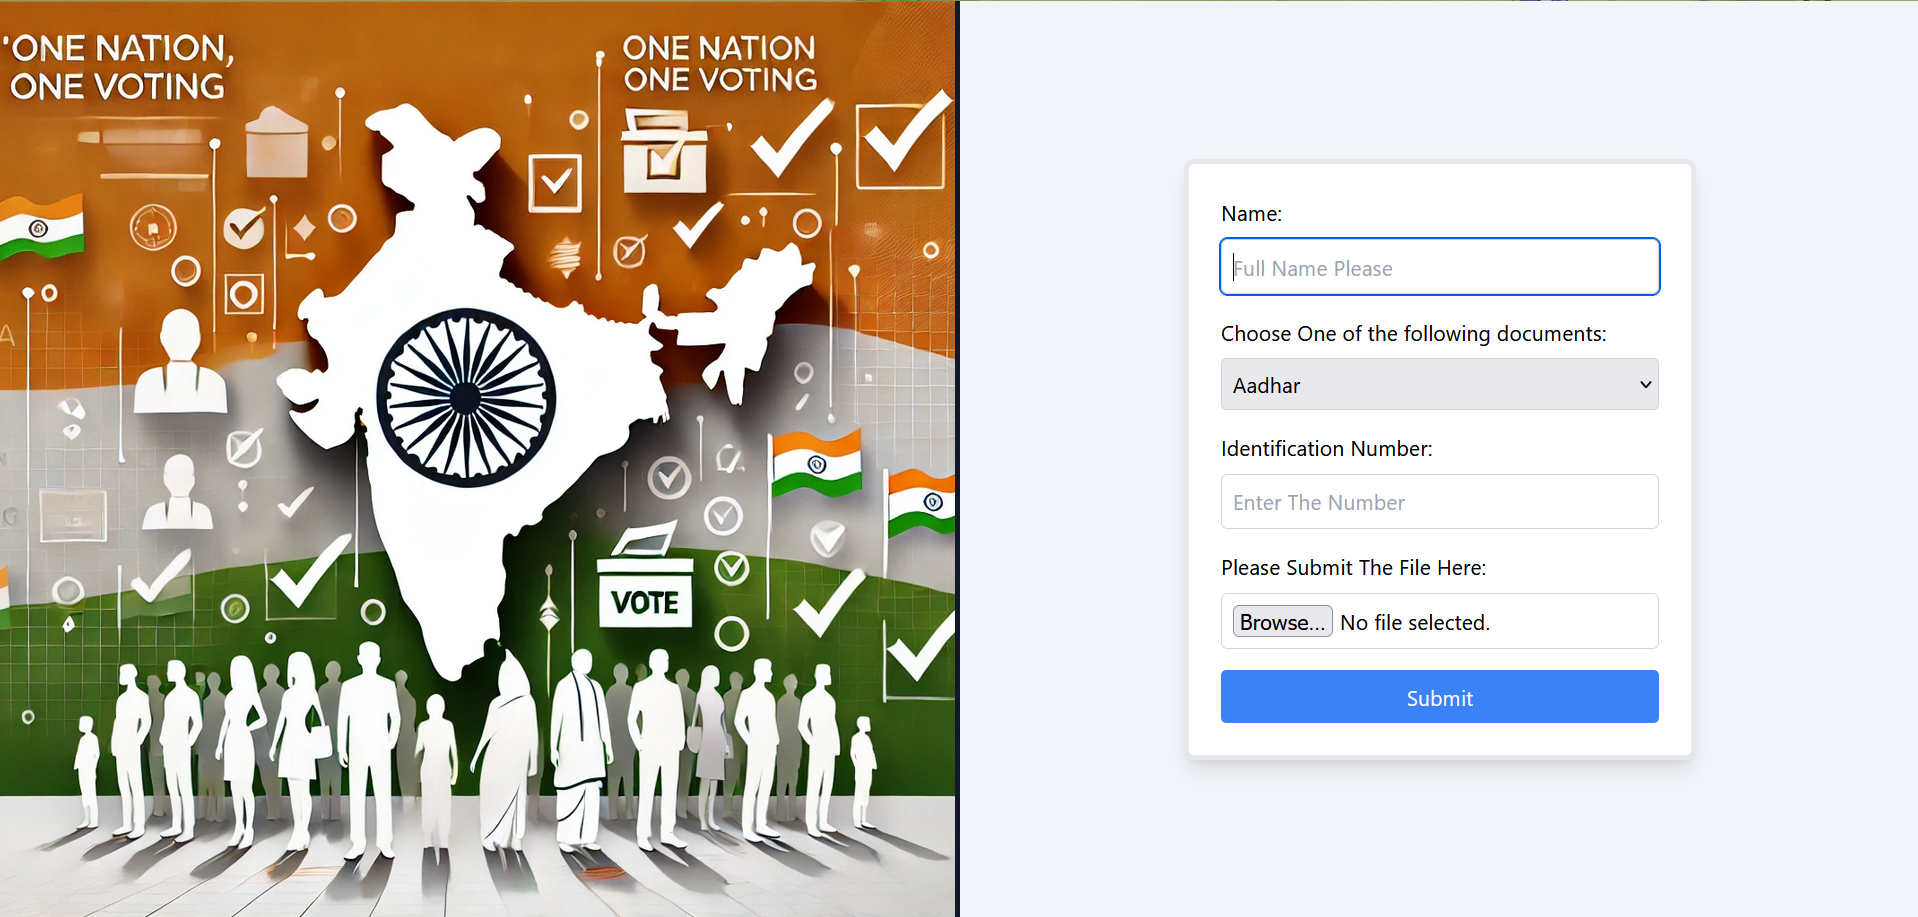 'ONE NATION,
ONE VOTING
ONE NATION
ONE VOTING
VOTE
Name:
Full Name Please
Choose One of the following documents:
Aadhar
Identification Number:
Enter The Number
Please Submit The File Here:
Browse... No file selected.
Submit